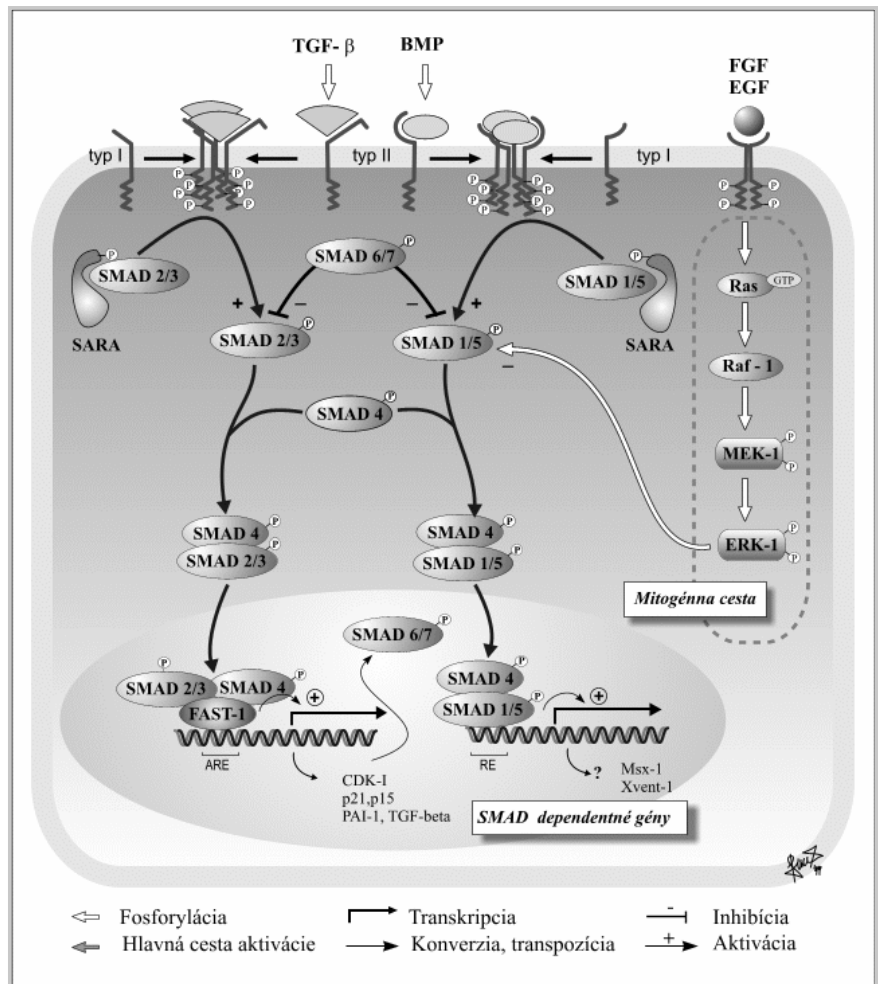 TGF- β
BMP
FGF
EGF
typ I
typ II
typ I
P P P P P P P P
P P P P P P P P
P P P P
P
SMAD 2/3
SARA
SMAD 6/7
P
P
SMAD 1/5
SARA
Ras
GTP
+
–
–
+
SMAD 2/3
P
SMAD 1/5
P
–
Raf - 1
SMAD 4
P
MEK-1
P
P
SMAD 4
P
SMAD 2/3
P
SMAD 4
P
SMAD 1/5
P
ERK-1
P
P
Mitogénna cesta
SMAD 6/7
P
P
SMAD 2/3
SMAD 4
P
FAST-1
+
SMAD 4
P
SMAD 1/5
P
+
ARE
RE
CDK-I
p21,p15
PAI-1, TGF-beta
?
Msx-1
Xvent-1
SMAD dependentné gény
Fosforylácia
Transkripcia
-
Inhibícia
Hlavná cesta aktivácie
Konverzia, transpozícia
+
Aktivácia